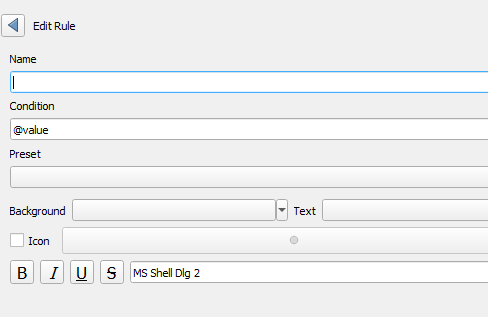 Edit Rule
Name
Condition
@value
Preset
Background Text
Icon
B I U S MS Shell Dlg 2